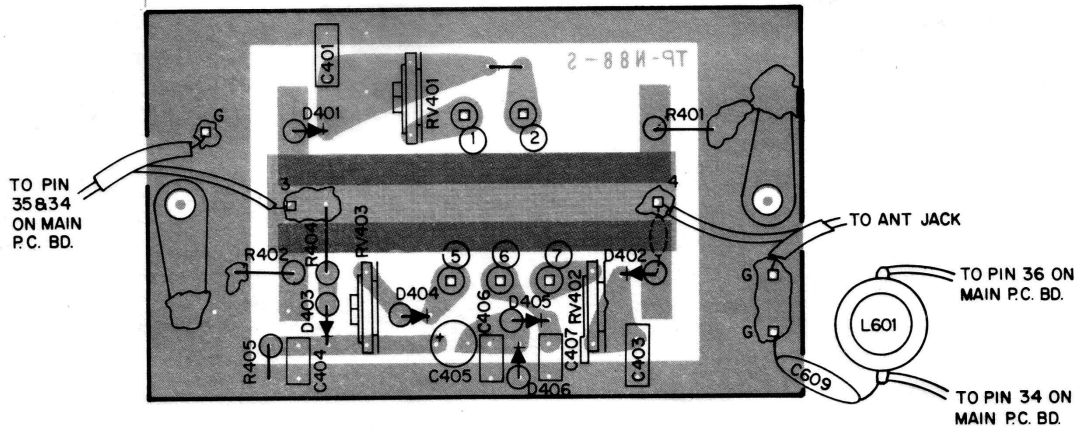 C401
TP-N88-S
RV401
D401
R401
G
1
2
TO PIN
35&34
ON MAIN
P.C. BD.
3
4
TO ANT JACK
R402
R404
RV403
5
6
7
D402
G
TO PIN 36 ON
MAIN P.C. BD.
D403
D404
C406
D405
RV402
L601
G
R405
C404
+
C405
D406
C407
C403
C609
TO PIN 34 ON
MAIN P.C. BD.